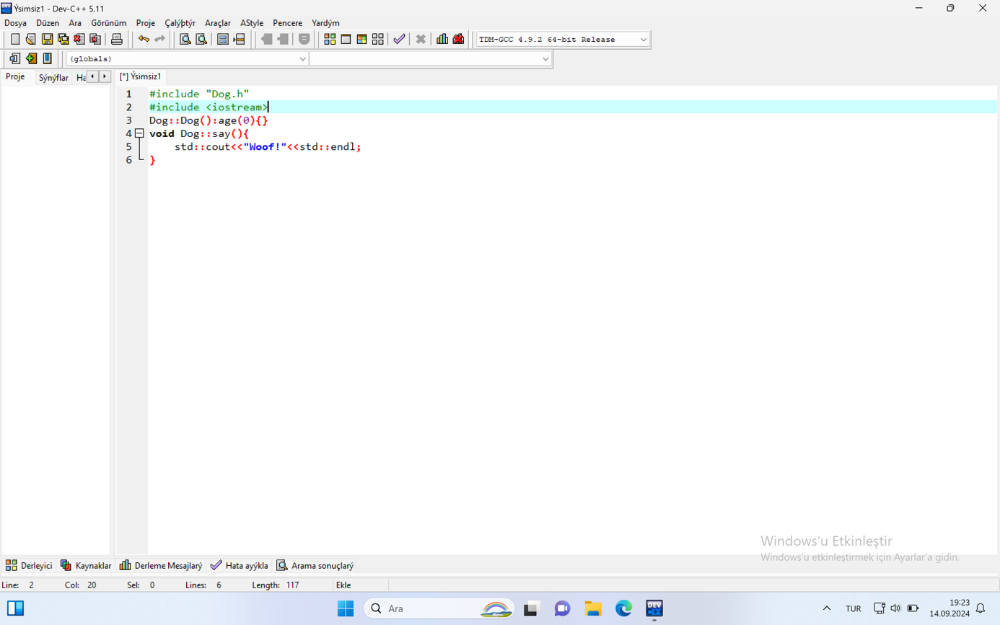 Ýsimsiz1 - Dev-C++ 5.11
Dosya Düzen Ara Görünüm Proje Çalýþtýr Araçlar AStyle Pencere Yardým
TDM-GCC 4.9.2 64-bit Release
(globals)
Proje Sýnýflar Ha [*] Ýsimsiz1
1 #include "Dog.h"
2 #include <iostream>
3 Dog::Dog():age(0){}
4 void Dog::say(){
5 std::cout<<"Woof!"<<std::endl;
6 }
Windows'u Etkinleştir
Windows'u etkinleştirmek için Ayarlar'a gidin.
Derleyici Kaynaklar Derleme Mesajlarý Hata ayýkla Arama sonuçlarý
Line: 2 Col: 20 Sel: 0 Lines: 6 Length: 117 Ekle
Ara DEV TUR 19:23
14.09.2024